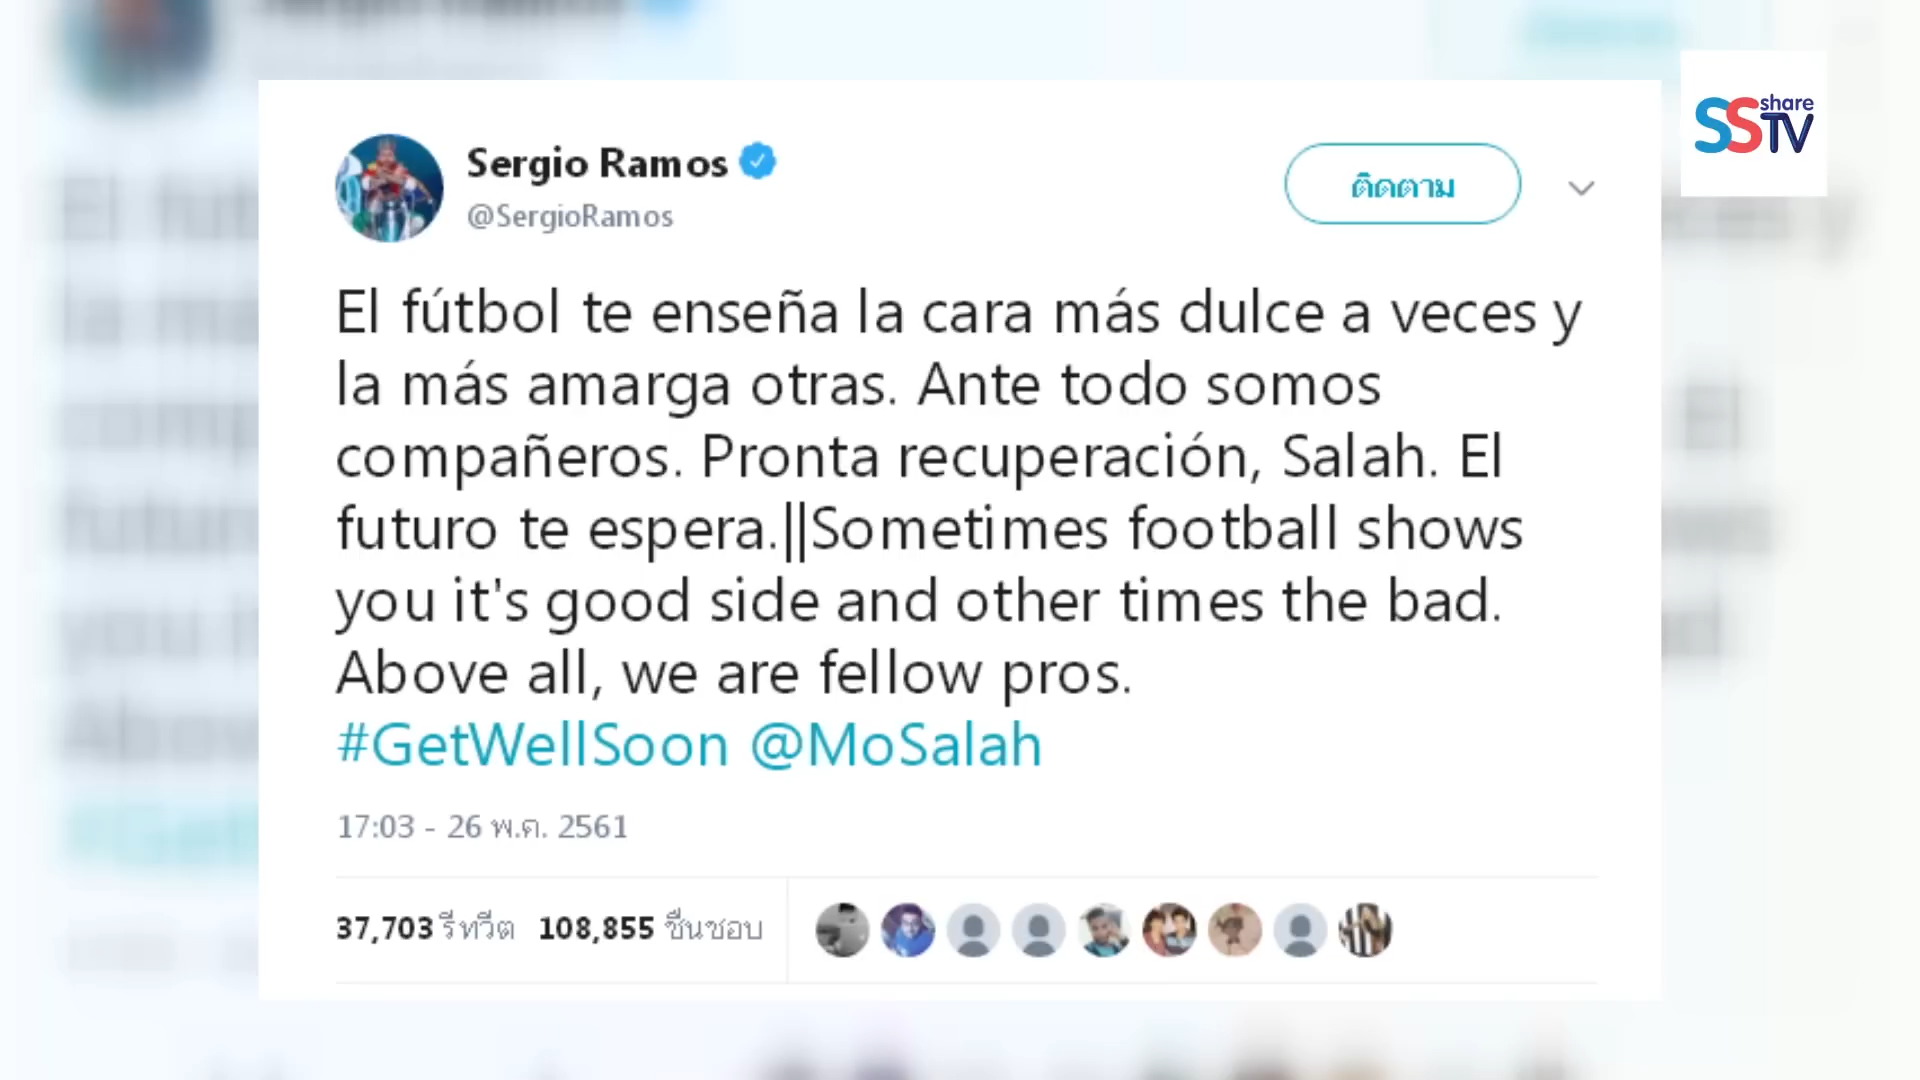 share
SSTV
Sergio Ramos
@SergioRamos
ติดตาม
El fútbol te enseña la cara más dulce a veces y
la más amarga otras. Ante todo somos
compañeros. Pronta recuperación, Salah. El
futuro te espera.||Sometimes football shows
you it's good side and other times the bad.
Above all, we are fellow pros.
#GetWellSoon @MoSalah
17:03 - 26 พ.ค. 2561
37,703 รีทวีต 108,855 ชื่นชอบ